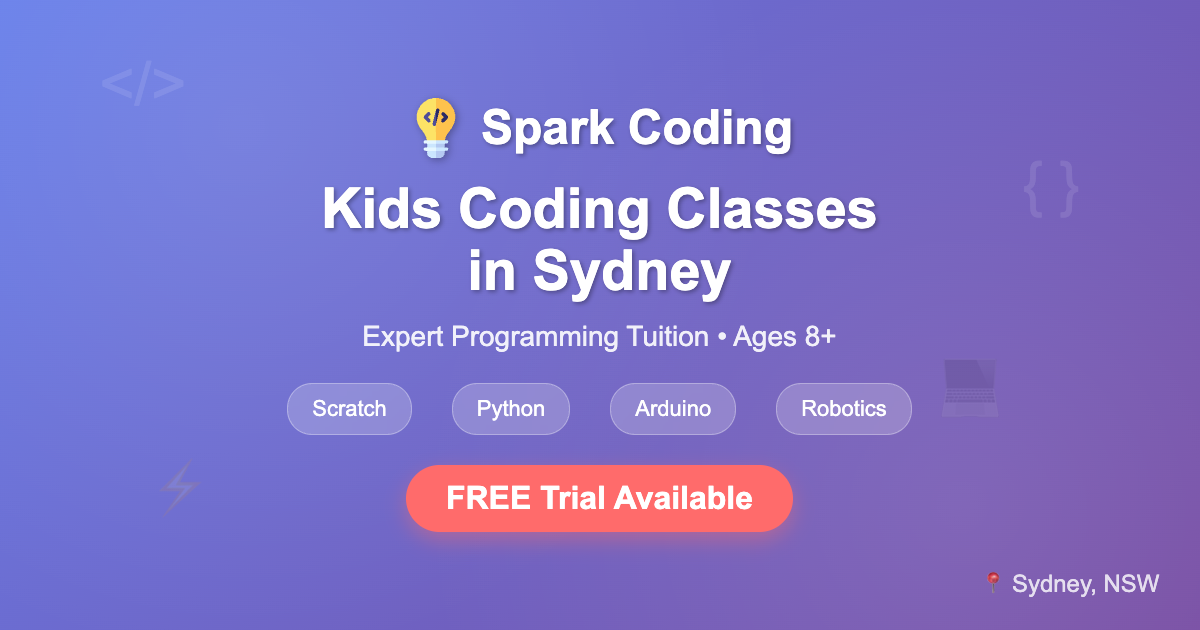 </>
Spark Coding
Kids Coding Classes
in Sydney
{ }
Expert Programming Tuition • Ages 8+
Scratch
Python
Arduino
Robotics
FREE Trial Available
Sydney, NSW